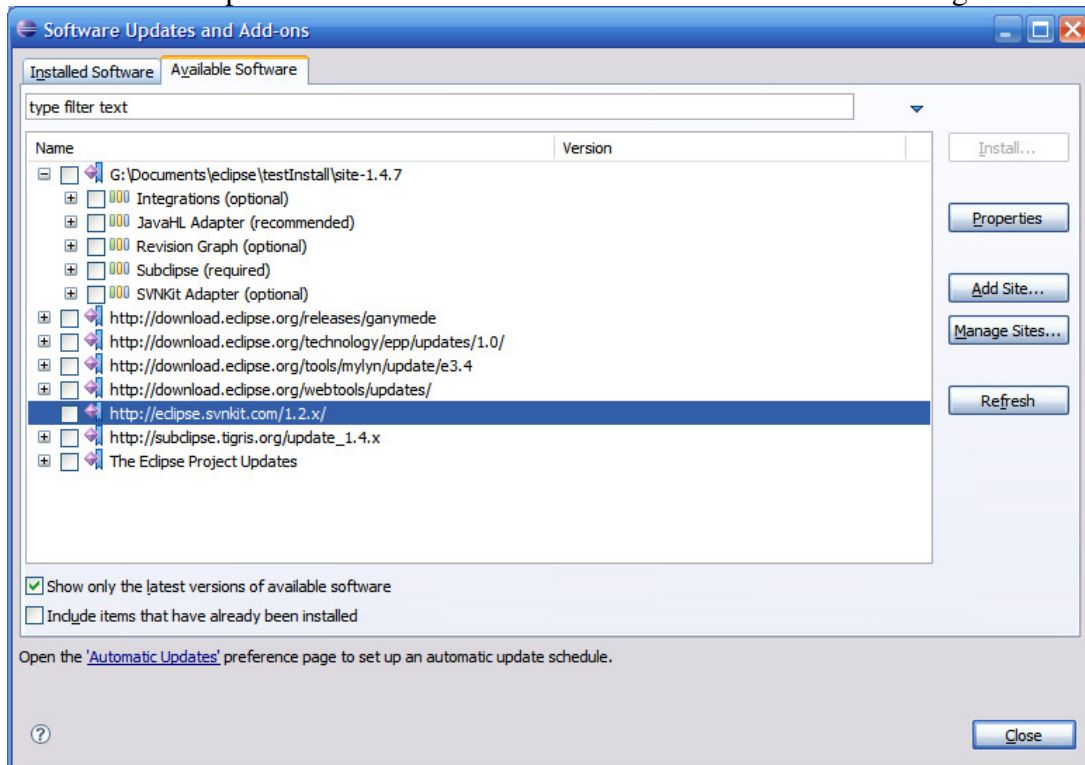 Software Updates and Add-ons
Installed Software Available Software
type filter text
Name Version
Install...
G:\Documents\eclipse\testInstall\site-1.4.7
Integrations (optional)
JavaHL Adapter (recommended)
Properties
Revision Graph (optional)
Subclipse (required)
SVNKit Adapter (optional)
Add Site...
http://download.eclipse.org/releases/ganymede
Manage Sites...
http://download.eclipse.org/technology/epp/updates/1.0/
http://download.eclipse.org/tools/mylyn/update/e3.4
http://download.eclipse.org/webtools/updates/
Refresh
http://eclipse.svnkit.com/1.2.x/
http://subclipse.tigris.org/update_1.4.x
The Eclipse Project Updates
Show only the latest versions of available software
Include items that have already been installed
Open the 'Automatic Updates' preference page to set up an automatic update schedule.
?
Close